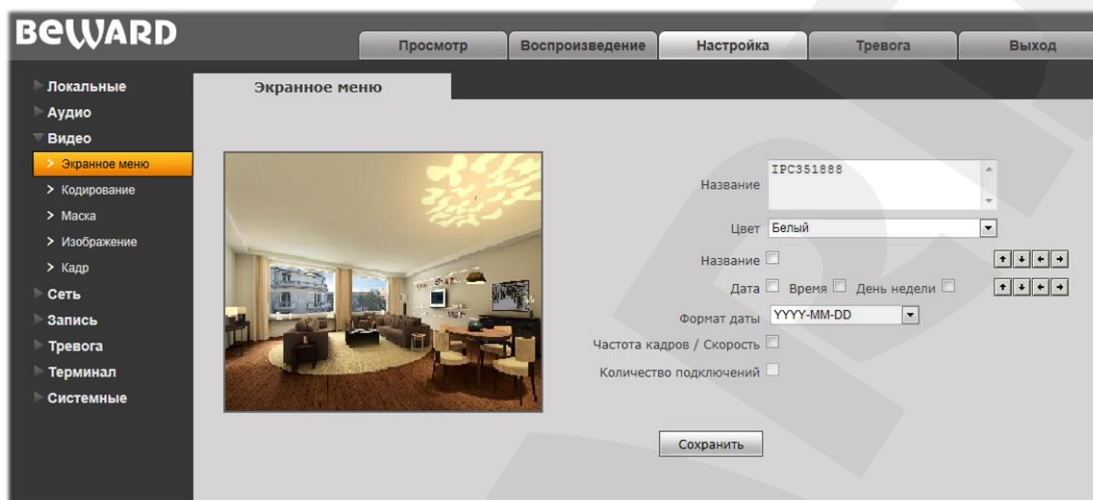 BEWARD
Просмотр Воспроизведение Настройка Тревога Выход
Локальные
Аудио
Видео
Экранное меню
Кодирование
Маска
Изображение
Кадр
Сеть
Запись
Тревога
Терминал
Системные
Экранное меню
Название IPC351888
Цвет Белый
Название
Дата Время День недели
Формат даты YYYY-MM-DD
Частота кадров / Скорость
Количество подключений
Сохранить